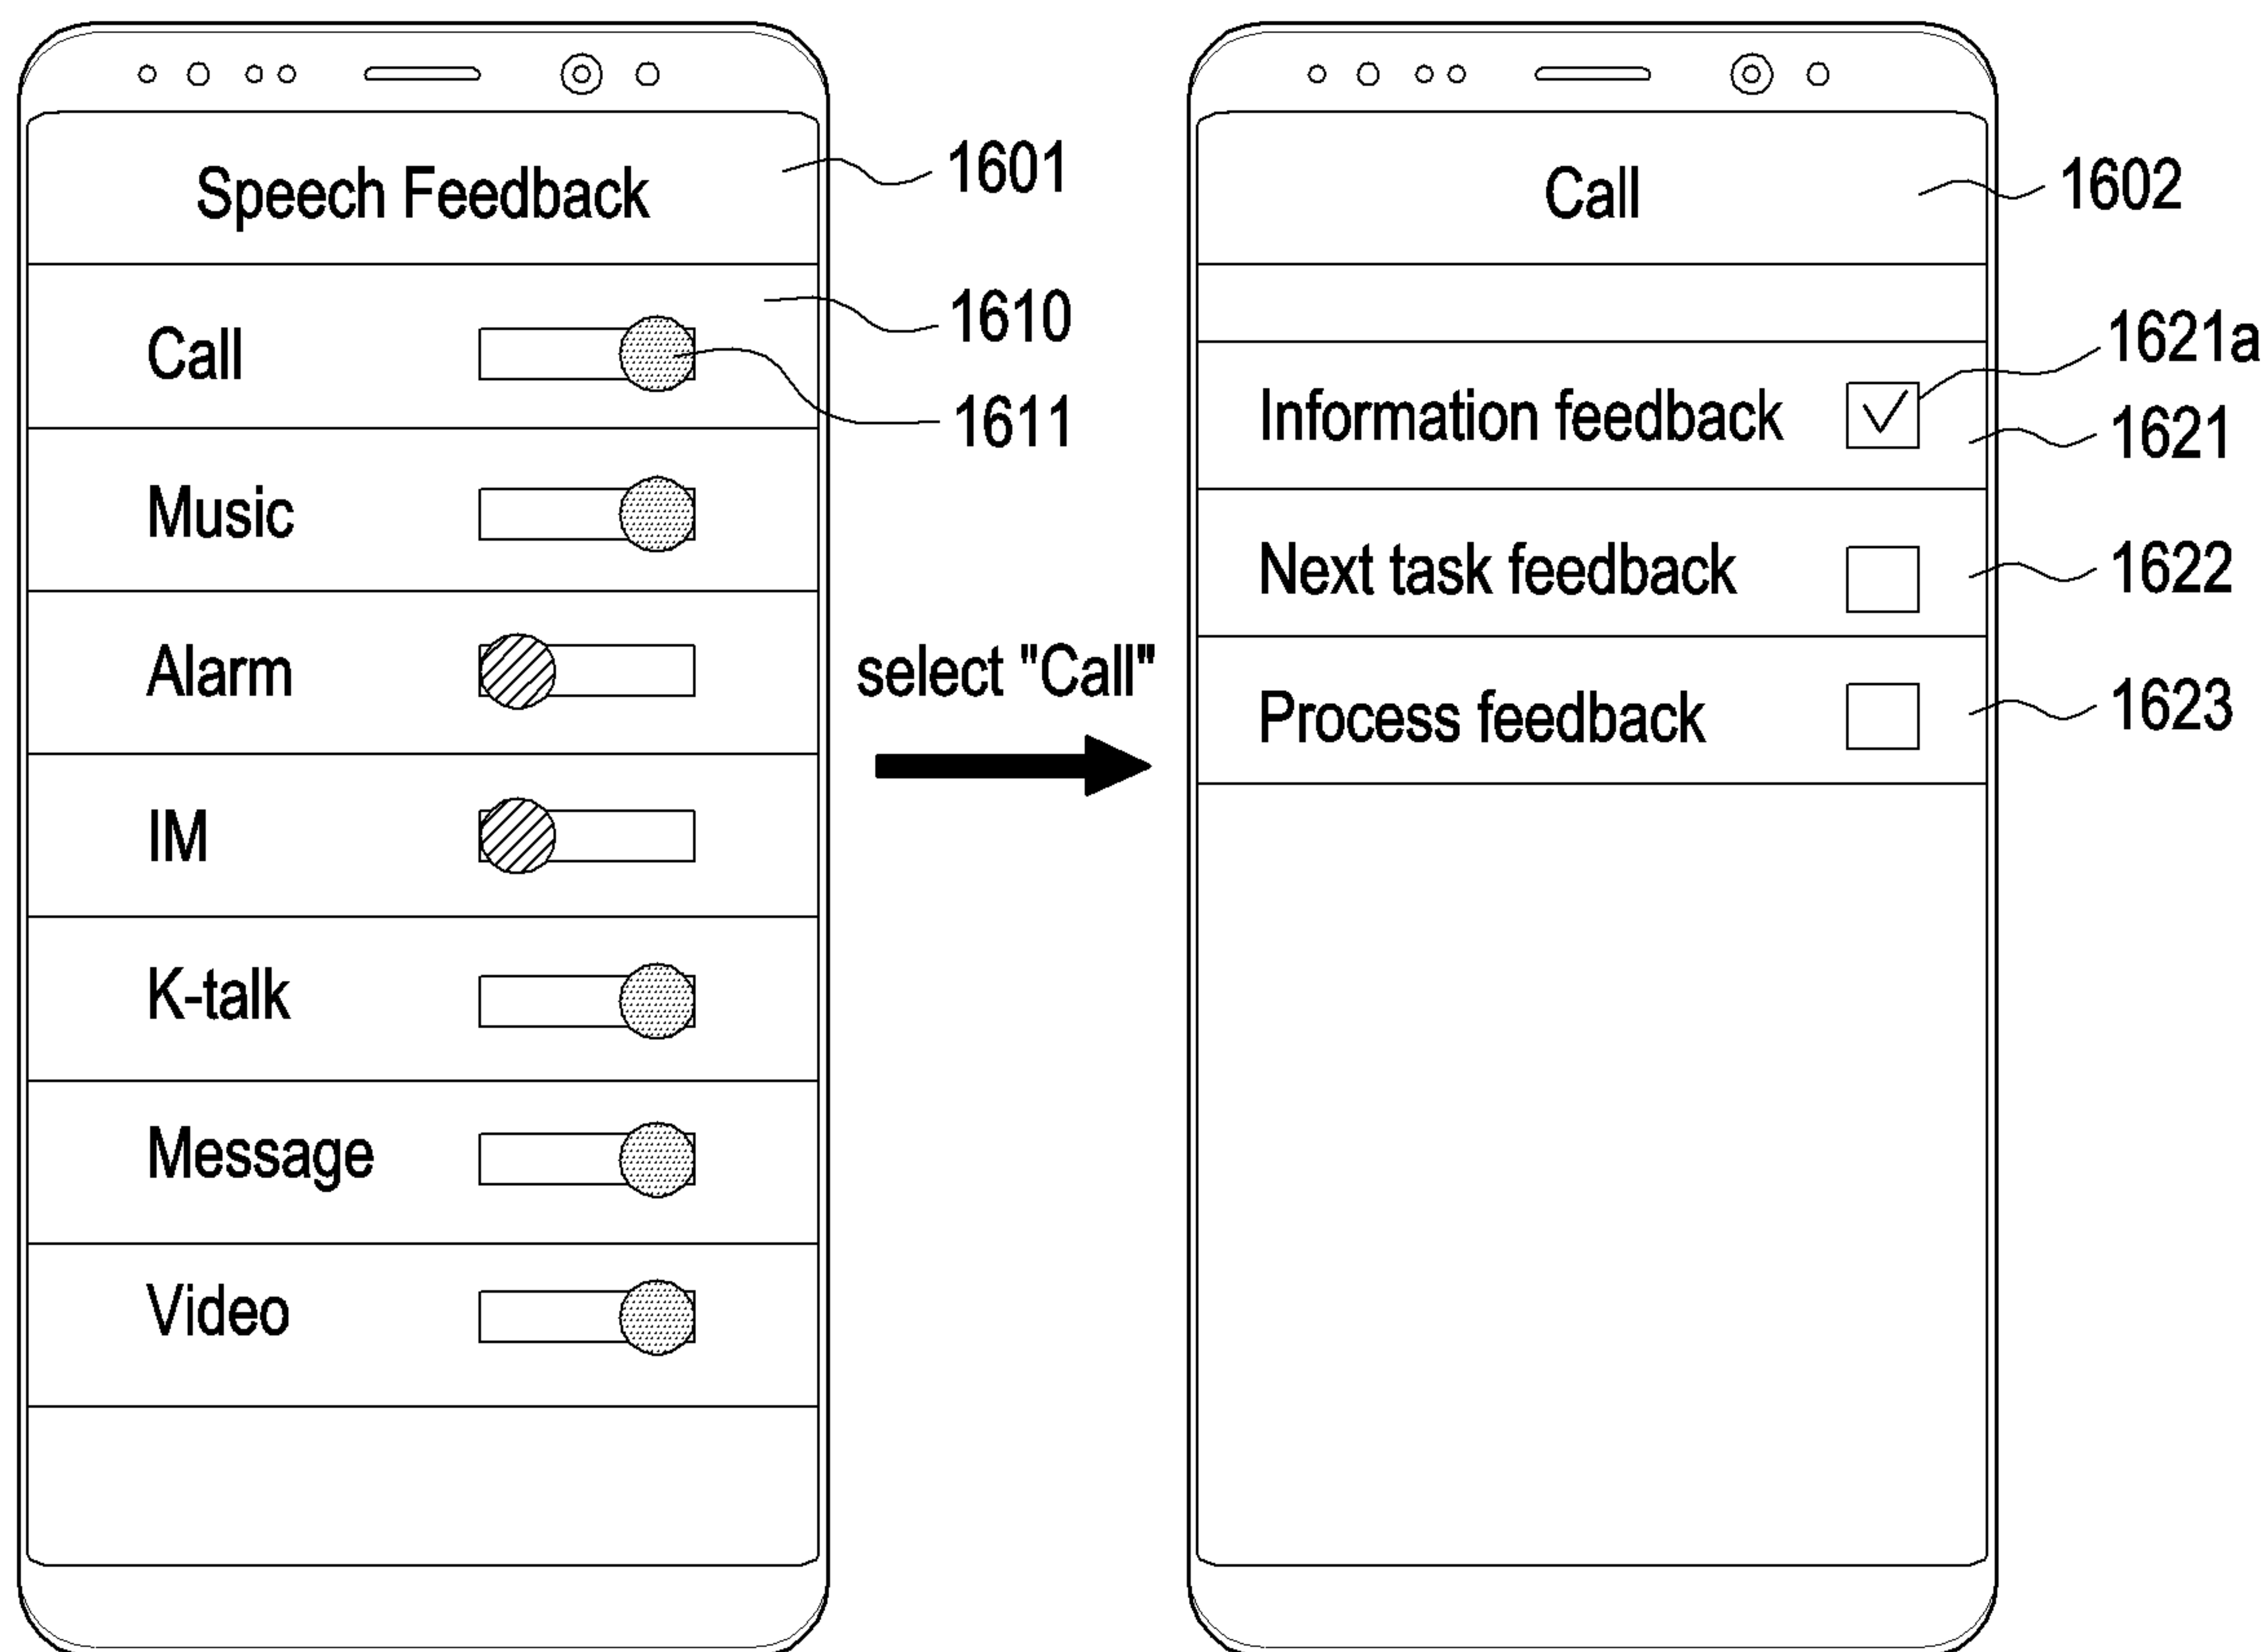 Speech Feedback
1601
Call
1610
1611
Music
Alarm
IM
K-talk
Message
Video
select "Call"
Call
1602
Information feedback
1621a
1621
Next task feedback
1622
Process feedback
1623